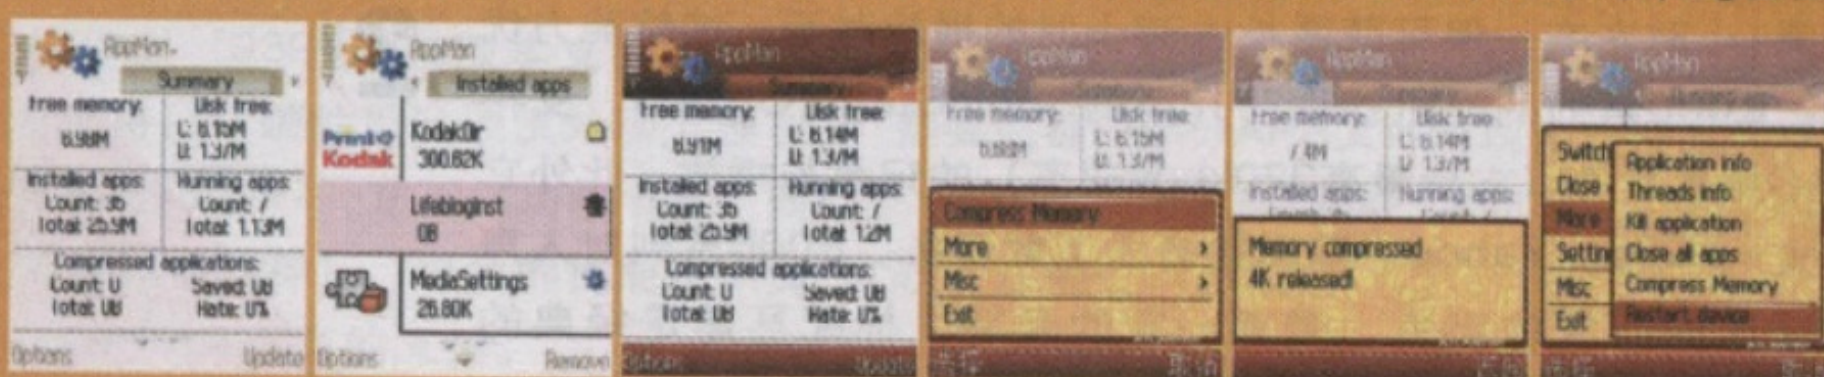 AppMan
Summary
Free memory:
Disk free:
6.98M
C: 6.15M
D: 1.37M
Installed apps:
Running apps:
Count: 36
Count: 7
Total: 25.9M
Total: 1.13M
Compressed applications:
Count: 0
Saved: 0B
Total: 0B
Rate: 0%
Options
Update
AppMan
Installed apps
Print
Kodak
KodakDir
300.82K
LifeblogInst
0B
MediaSettings
26.80K
Options
Remove
AppMan
Summary
Free memory:
Disk free:
6.91M
C: 6.14M
D: 1.37M
Installed apps:
Running apps:
Count: 36
Count: 7
Total: 25.9M
Total: 1.2M
Compressed applications:
Count: 0
Saved: 0B
Total: 0B
Rate: 0%
Options
Update
AppMan
Summary
Free memory:
Disk free:
C: 6.15M
D: 1.37M
Compress Memory
More
Misc
Exit
AppMan
Summary
Free memory:
Disk free:
7.4M
C: 6.14M
D: 1.37M
Installed apps:
Running apps:
Memory compressed
4K released!
AppMan
Running apps
Switch
Close
More
Settin
Misc
Exit
Application info
Threads info
Kill application
Close all apps
Compress Memory
Restart device